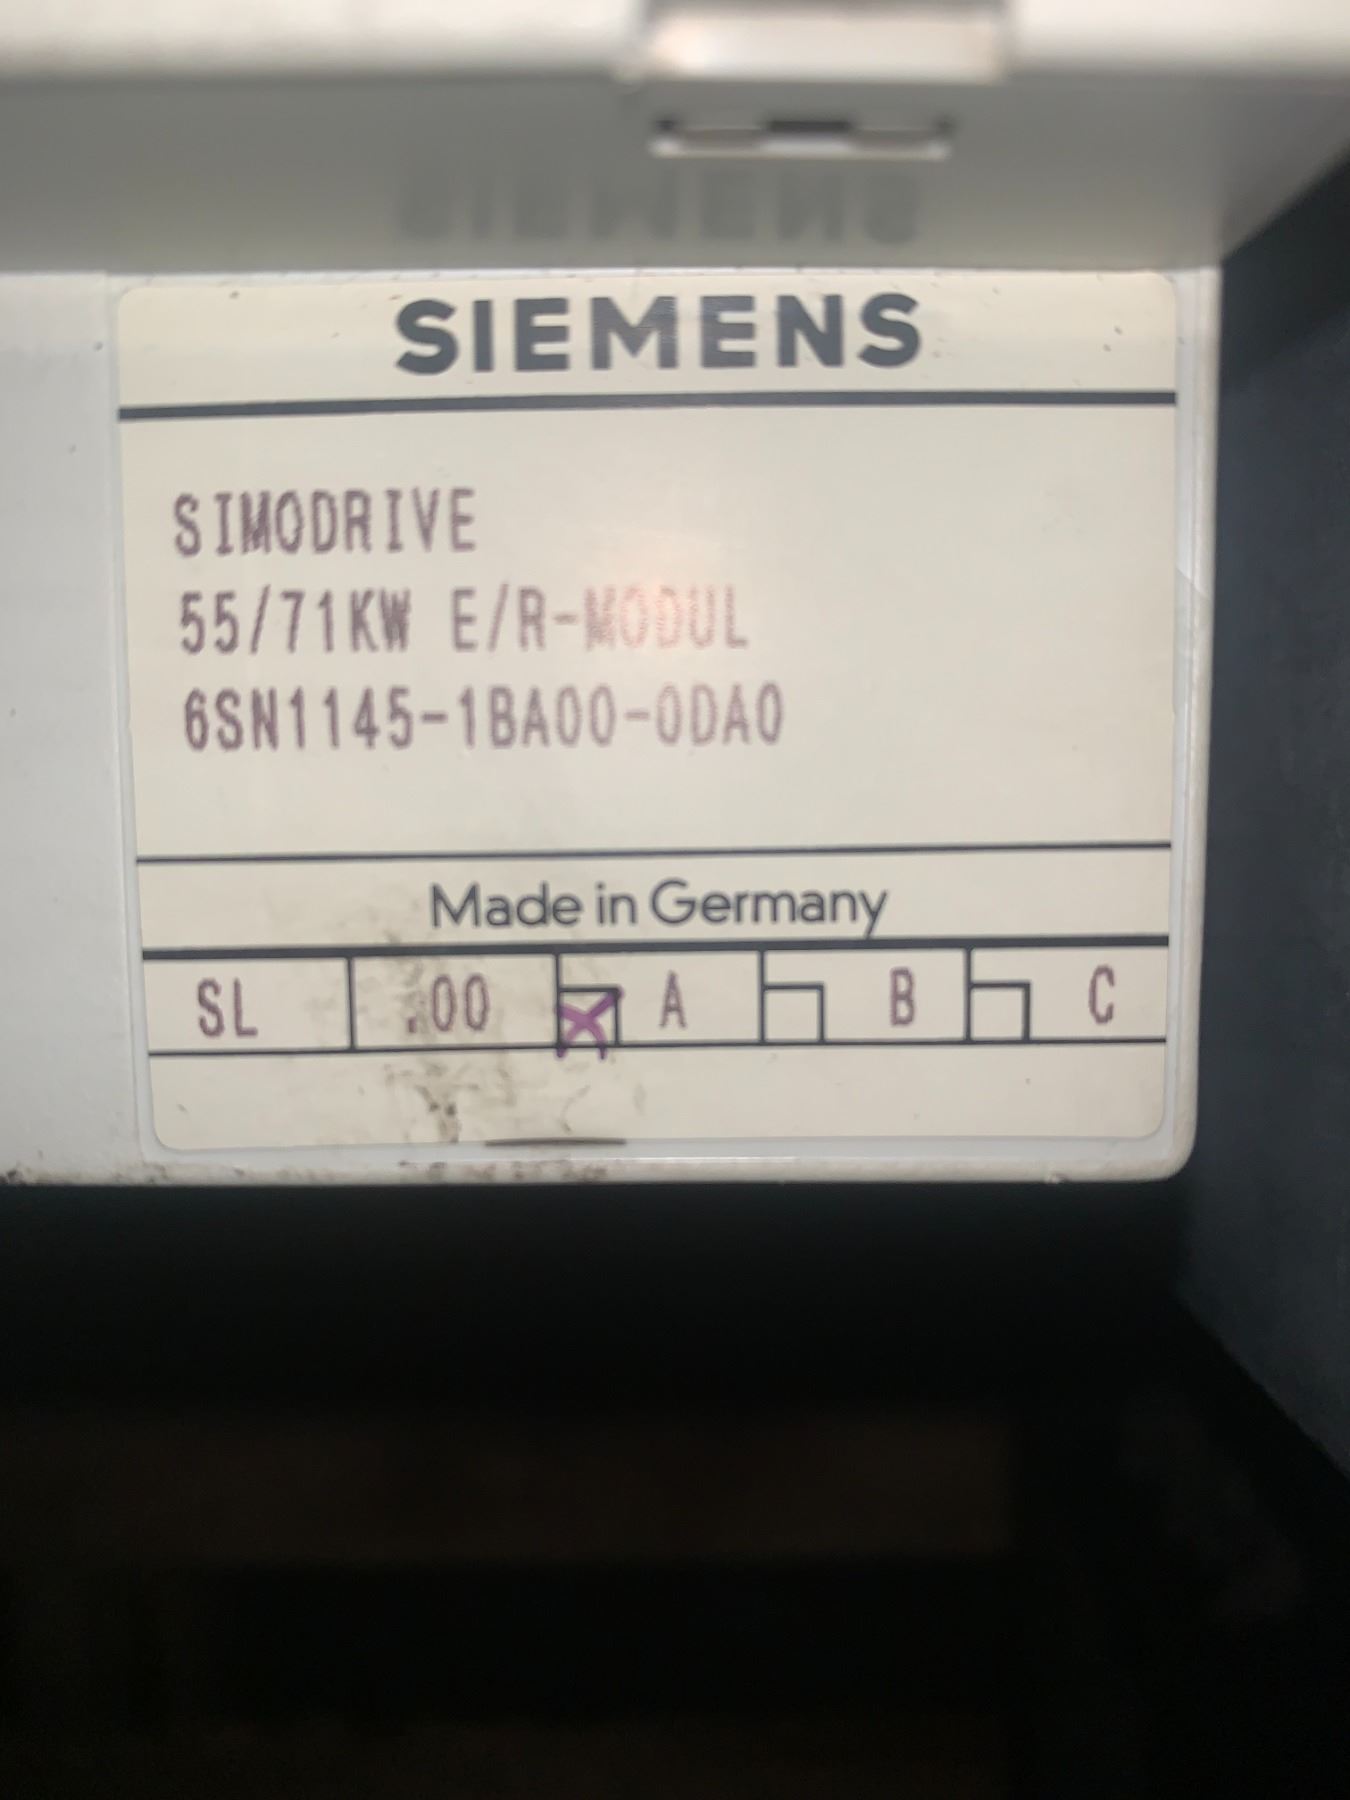 SIEMENS
SIMODRIVE
55/71KW E/R-MODUL
6SN1145-1BA00-0DA0
Made in Germany
SL .00 A B C